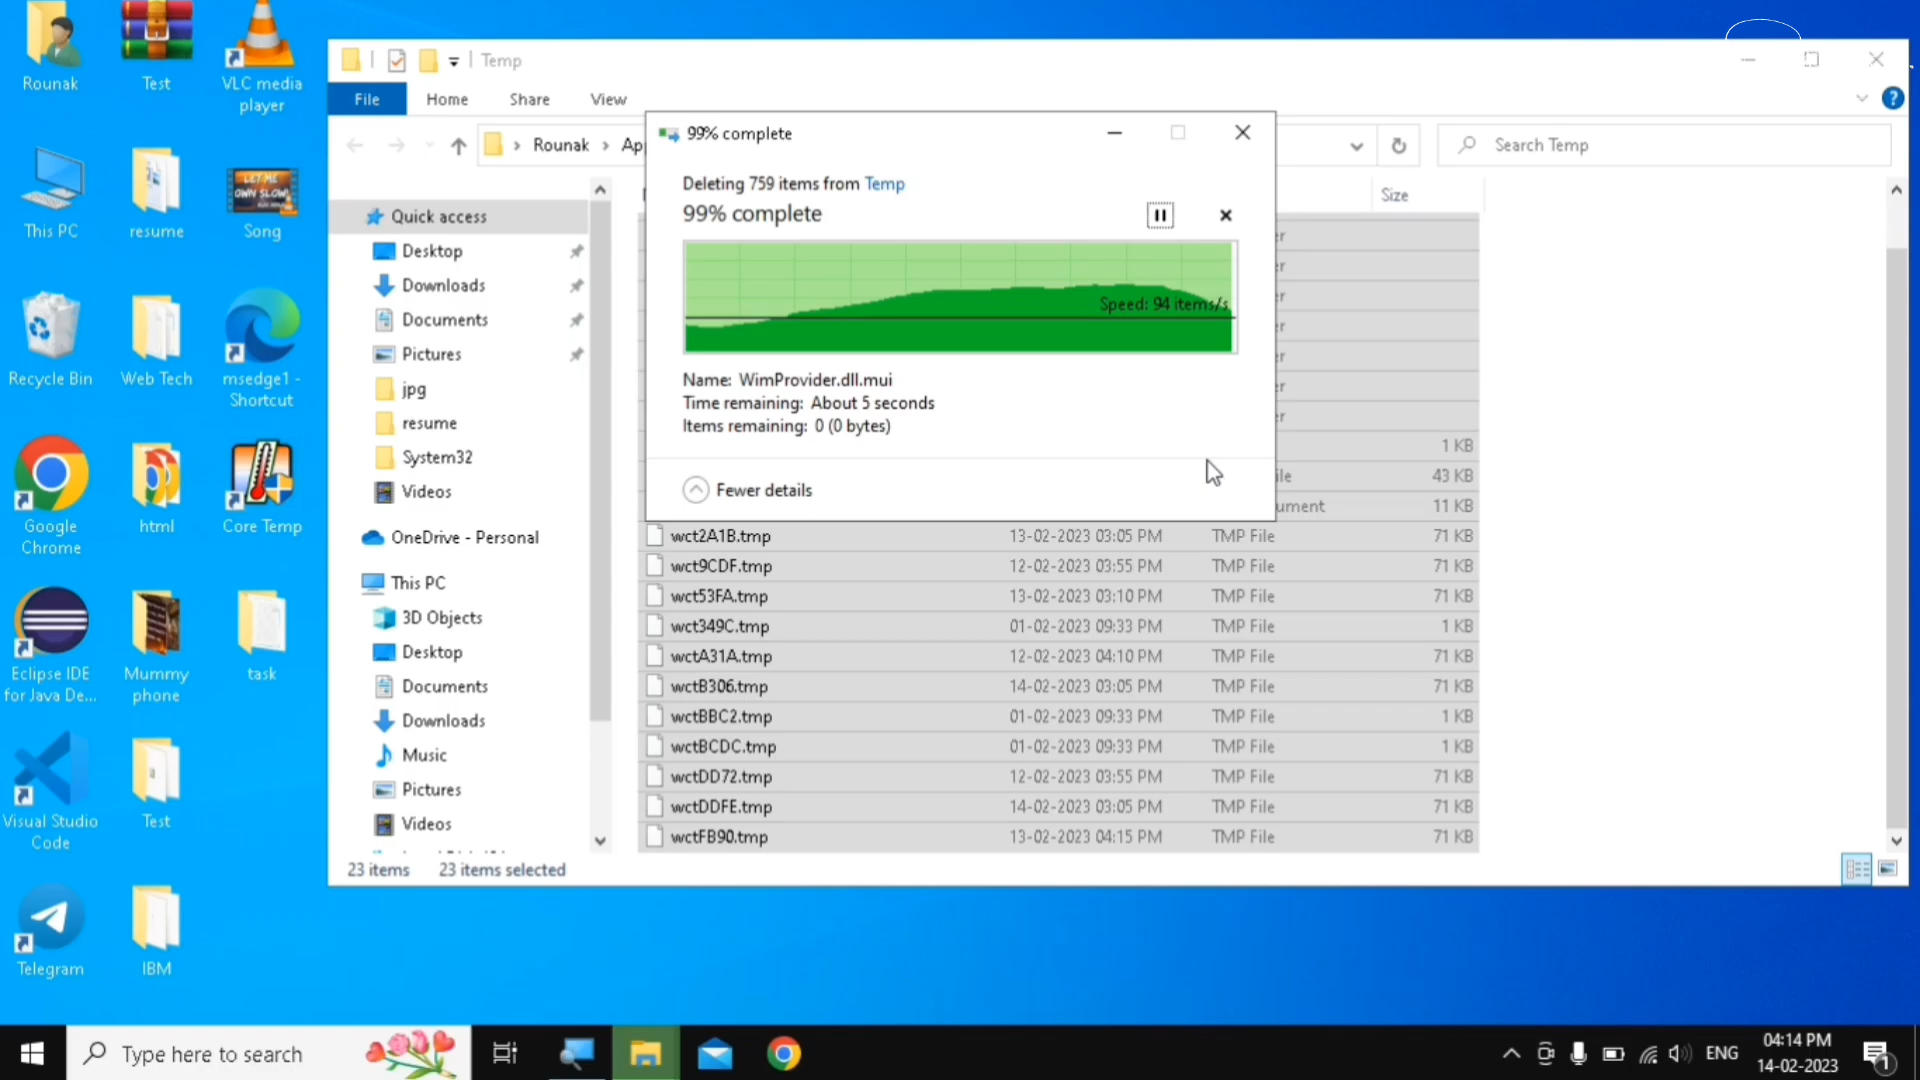 Rounak
Test
VLC media
player
This PC
resume
Song
Recycle Bin
Web Tech
msedge1 -
Shortcut
Google
Chrome
html
Core Temp
Eclipse IDE
for Java De...
Mummy
phone
task
Visual Studio
Code
Test
Telegram
IBM
Temp
File
Home
Share
View
Rounak
Search Temp
Size
Quick access
Desktop
Downloads
Documents
Pictures
jpg
resume
System32
Videos
OneDrive - Personal
This PC
3D Objects
Desktop
Documents
Downloads
Music
Pictures
Videos
99% complete
Deleting 759 items from Temp
99% complete
Speed: 94 items/s
Name: WimProvider.dll.mui
Time remaining: About 5 seconds
Items remaining: 0 (0 bytes)
Fewer details
1 KB
43 KB
11 KB
wct2A1B.tmp 13-02-2023 03:05 PM TMP File 71 KB
wct9CDF.tmp 12-02-2023 03:55 PM TMP File 71 KB
wct53FA.tmp 13-02-2023 03:10 PM TMP File 71 KB
wct349C.tmp 01-02-2023 09:33 PM TMP File 1 KB
wctA31A.tmp 12-02-2023 04:10 PM TMP File 71 KB
wctB306.tmp 14-02-2023 03:05 PM TMP File 71 KB
wctBBC2.tmp 01-02-2023 09:33 PM TMP File 1 KB
wctBCDC.tmp 01-02-2023 09:33 PM TMP File 1 KB
wctDD72.tmp 12-02-2023 03:55 PM TMP File 71 KB
wctDDFE.tmp 14-02-2023 03:05 PM TMP File 71 KB
wctFB90.tmp 13-02-2023 04:15 PM TMP File 71 KB
23 items 23 items selected
Type here to search
ENG
04:14 PM
14-02-2023
1